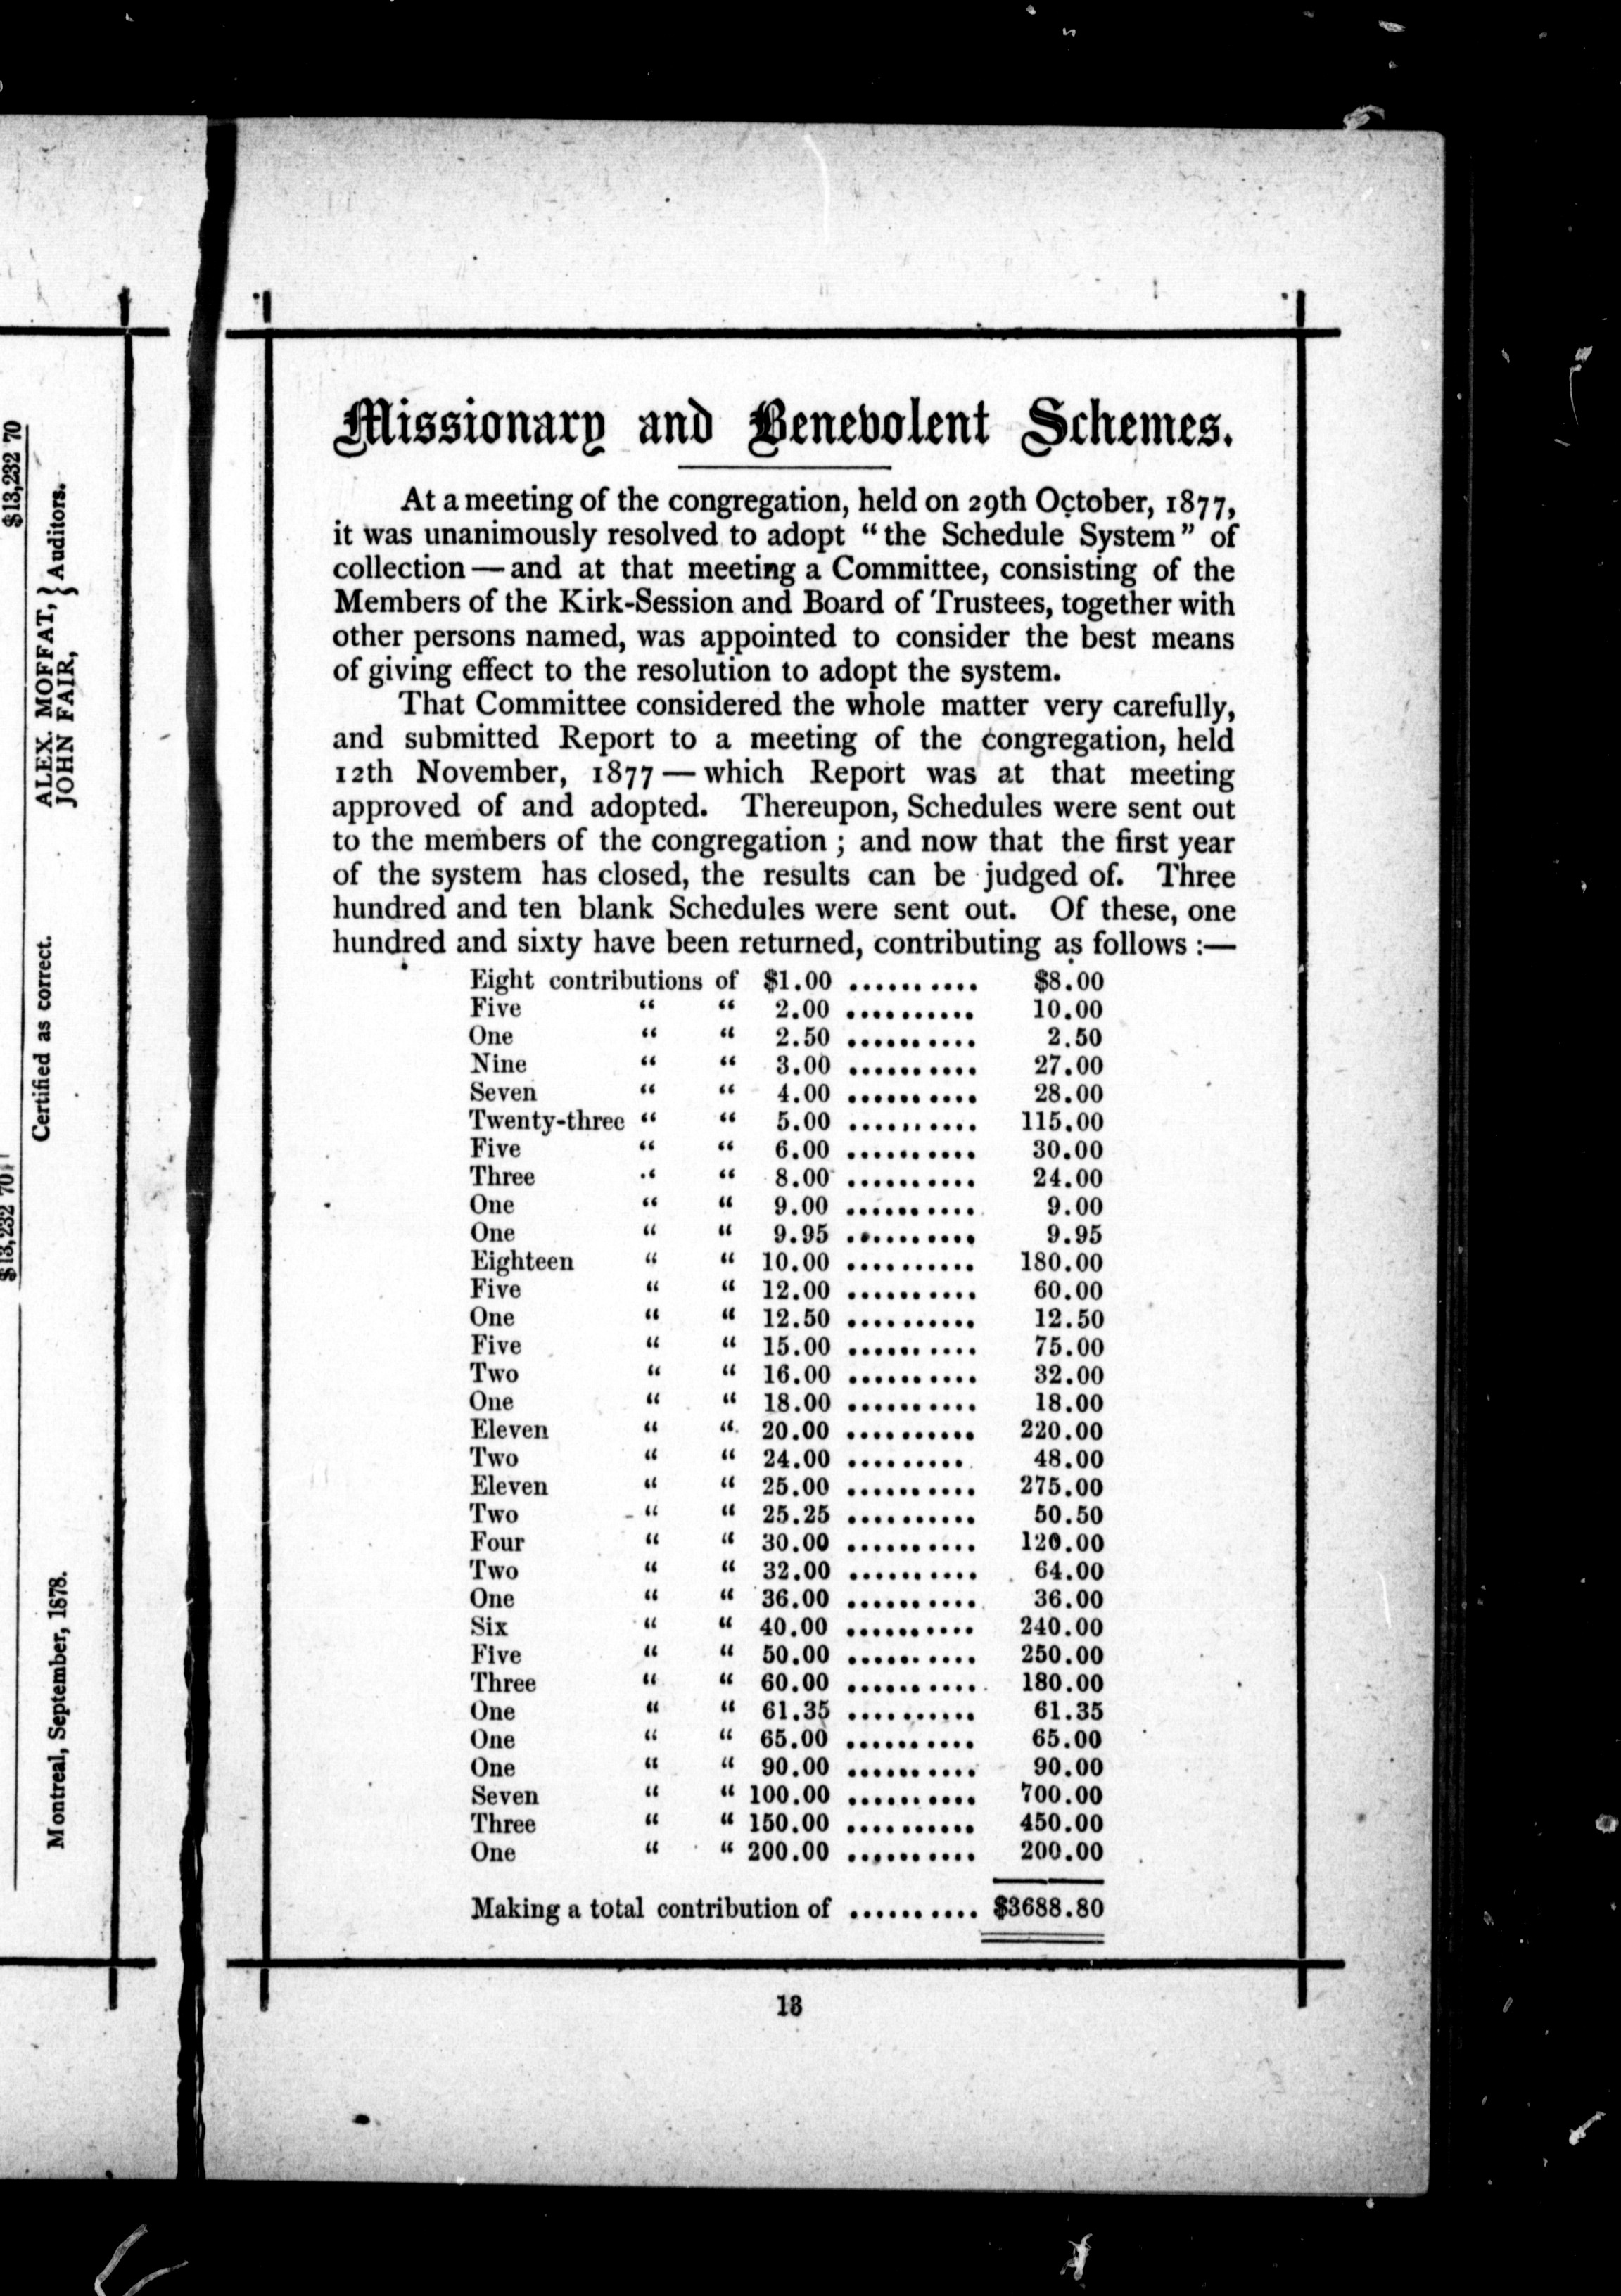 $13,232 70
ALEX. MOFFAT, } Auditors.
JOHN FAIR, }
Certified as correct.
$13,232 70
Montreal, September, 1878.
Missionary and Benevolent Schemes.
At a meeting of the congregation, held on 29th October, 1877,
it was unanimously resolved to adopt “the Schedule System” of
collection — and at that meeting a Committee, consisting of the
Members of the Kirk-Session and Board of Trustees, together with
other persons named, was appointed to consider the best means
of giving effect to the resolution to adopt the system.
That Committee considered the whole matter very carefully,
and submitted Report to a meeting of the congregation, held
12th November, 1877 — which Report was at that meeting
approved of and adopted. Thereupon, Schedules were sent out
to the members of the congregation ; and now that the first year
of the system has closed, the results can be judged of. Three
hundred and ten blank Schedules were sent out. Of these, one
hundred and sixty have been returned, contributing as follows :—
Eight contributions of $1.00 .......... $8.00
Five “ “ 2.00 .......... 10.00
One “ “ 2.50 .......... 2.50
Nine “ “ 3.00 .......... 27.00
Seven “ “ 4.00 .......... 28.00
Twenty-three “ “ 5.00 .......... 115.00
Five “ “ 6.00 .......... 30.00
Three “ “ 8.00 .......... 24.00
One “ “ 9.00 .......... 9.00
One “ “ 9.95 .......... 9.95
Eighteen “ “ 10.00 .......... 180.00
Five “ “ 12.00 .......... 60.00
One “ “ 12.50 .......... 12.50
Five “ “ 15.00 .......... 75.00
Two “ “ 16.00 .......... 32.00
One “ “ 18.00 .......... 18.00
Eleven “ “ 20.00 .......... 220.00
Two “ “ 24.00 ......... 48.00
Eleven “ “ 25.00 .......... 275.00
Two “ “ 25.25 .......... 50.50
Four “ “ 30.00 .......... 120.00
Two “ “ 32.00 .......... 64.00
One “ “ 36.00 .......... 36.00
Six “ “ 40.00 .......... 240.00
Five “ “ 50.00 .......... 250.00
Three “ “ 60.00 .......... 180.00
One “ “ 61.35 .......... 61.35
One “ “ 65.00 .......... 65.00
One “ “ 90.00 .......... 90.00
Seven “ “ 100.00 .......... 700.00
Three “ “ 150.00 .......... 450.00
One “ “ 200.00 .......... 200.00
Making a total contribution of .......... $3688.80
13